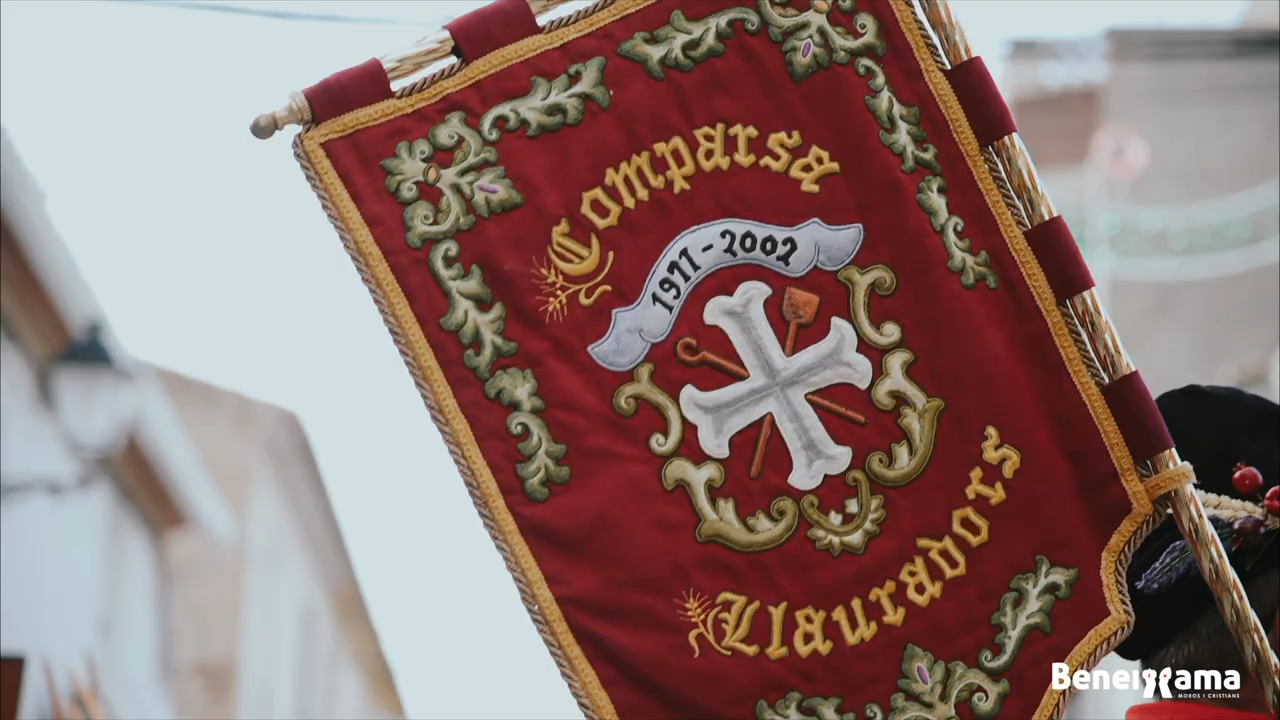 Comparsa
1977-2002
Llauradors
Beneixama
MOROS I CRISTIANS